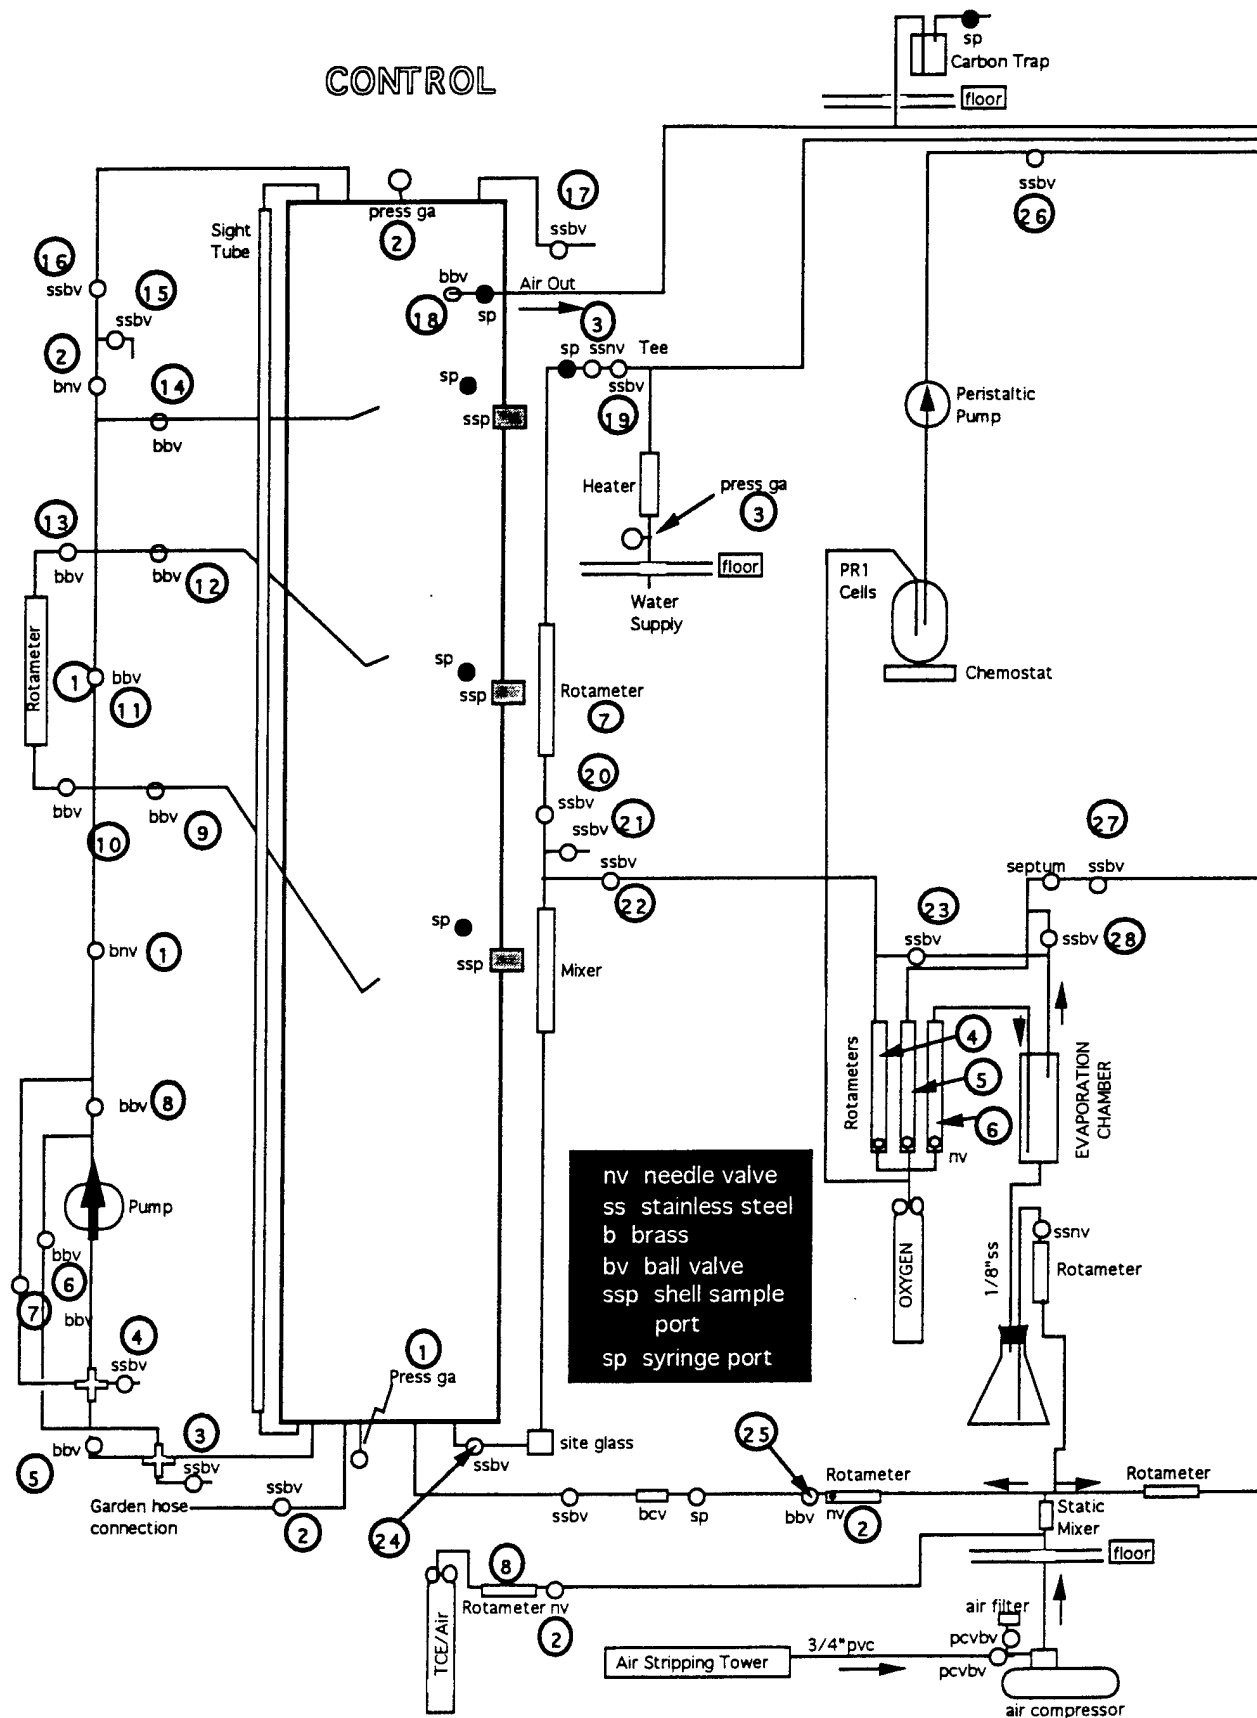 CONTROL
sp
Carbon Trap
floor
ssbv
26
17
press ga
2
ssbv
Sight
Tube
16
ssbv
15
ssbv
2
bnv
14
bbv
bbv
18
sp
Air Out
3
sp
ssnv
Tee
ssbv
19
sp
ssp
Peristaltic
Pump
Heater
press ga
3
floor
Water
Supply
13
bbv
bbv
12
PR1
Cells
Chemostat
Rotameter
1
bbv
11
sp
ssp
Rotameter
7
bbv
10
bbv
9
20
ssbv
21
ssbv
ssbv
22
27
septum
ssbv
23
ssbv
ssbv
28
bnv
1
sp
ssp
Mixer
Rotameters
4
5
6
nv
EVAPORATION
CHAMBER
bbv
8
Pump
bbv
6
7
bbv
4
ssbv
nv needle valve
ss stainless steel
b brass
bv ball valve
ssp shell sample
port
sp syringe port
OXYGEN
1/8"ss
ssnv
Rotameter
1
Press ga
3
bbv
5
ssbv
site glass
ssbv
24
25
Garden hose
connection
ssbv
2
ssbv
bcv
sp
bbv
nv
Rotameter
2
Rotameter
Static
Mixer
floor
8
Rotameter nv
2
TCE/Air
air filter
pcvbv
pcvbv
3/4"pvc
Air Stripping Tower
air compressor